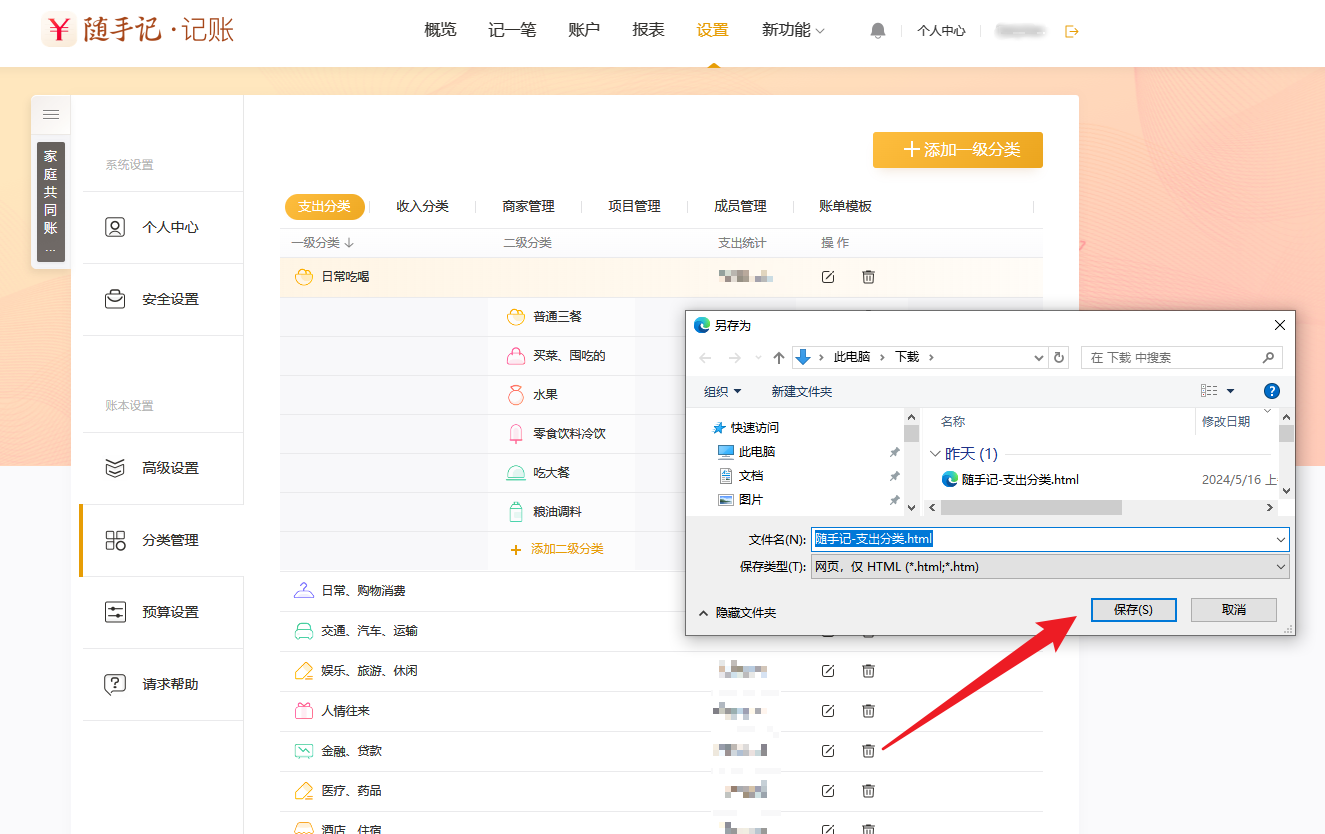 ¥ 随手记·记账
概览 记一笔 账户 报表 设置 新功能 个人中心
家庭共同账...
系统设置
个人中心
安全设置
账本设置
高级设置
分类管理
预算设置
请求帮助
+ 添加一级分类
支出分类 收入分类 商家管理 项目管理 成员管理 账单模板
一级分类 ↓ 二级分类 支出统计 操作
日常吃喝
普通三餐
买菜、囤吃的
水果
零食饮料冷饮
吃大餐
粮油调料
+ 添加二级分类
日常、购物消费
交通、汽车、运输
娱乐、旅游、休闲
人情往来
金融、贷款
医疗、药品
酒店、住宿
另存为
此电脑 > 下载 >
在 下载 中搜索
组织 新建文件夹
快速访问
此电脑
文档
图片
名称 修改日期
昨天 (1)
随手记-支出分类.html 2024/5/16 上
文件名(N): 随手记-支出分类.html
保存类型(T): 网页，仅 HTML (*.html;*.htm)
隐藏文件夹 保存(S) 取消